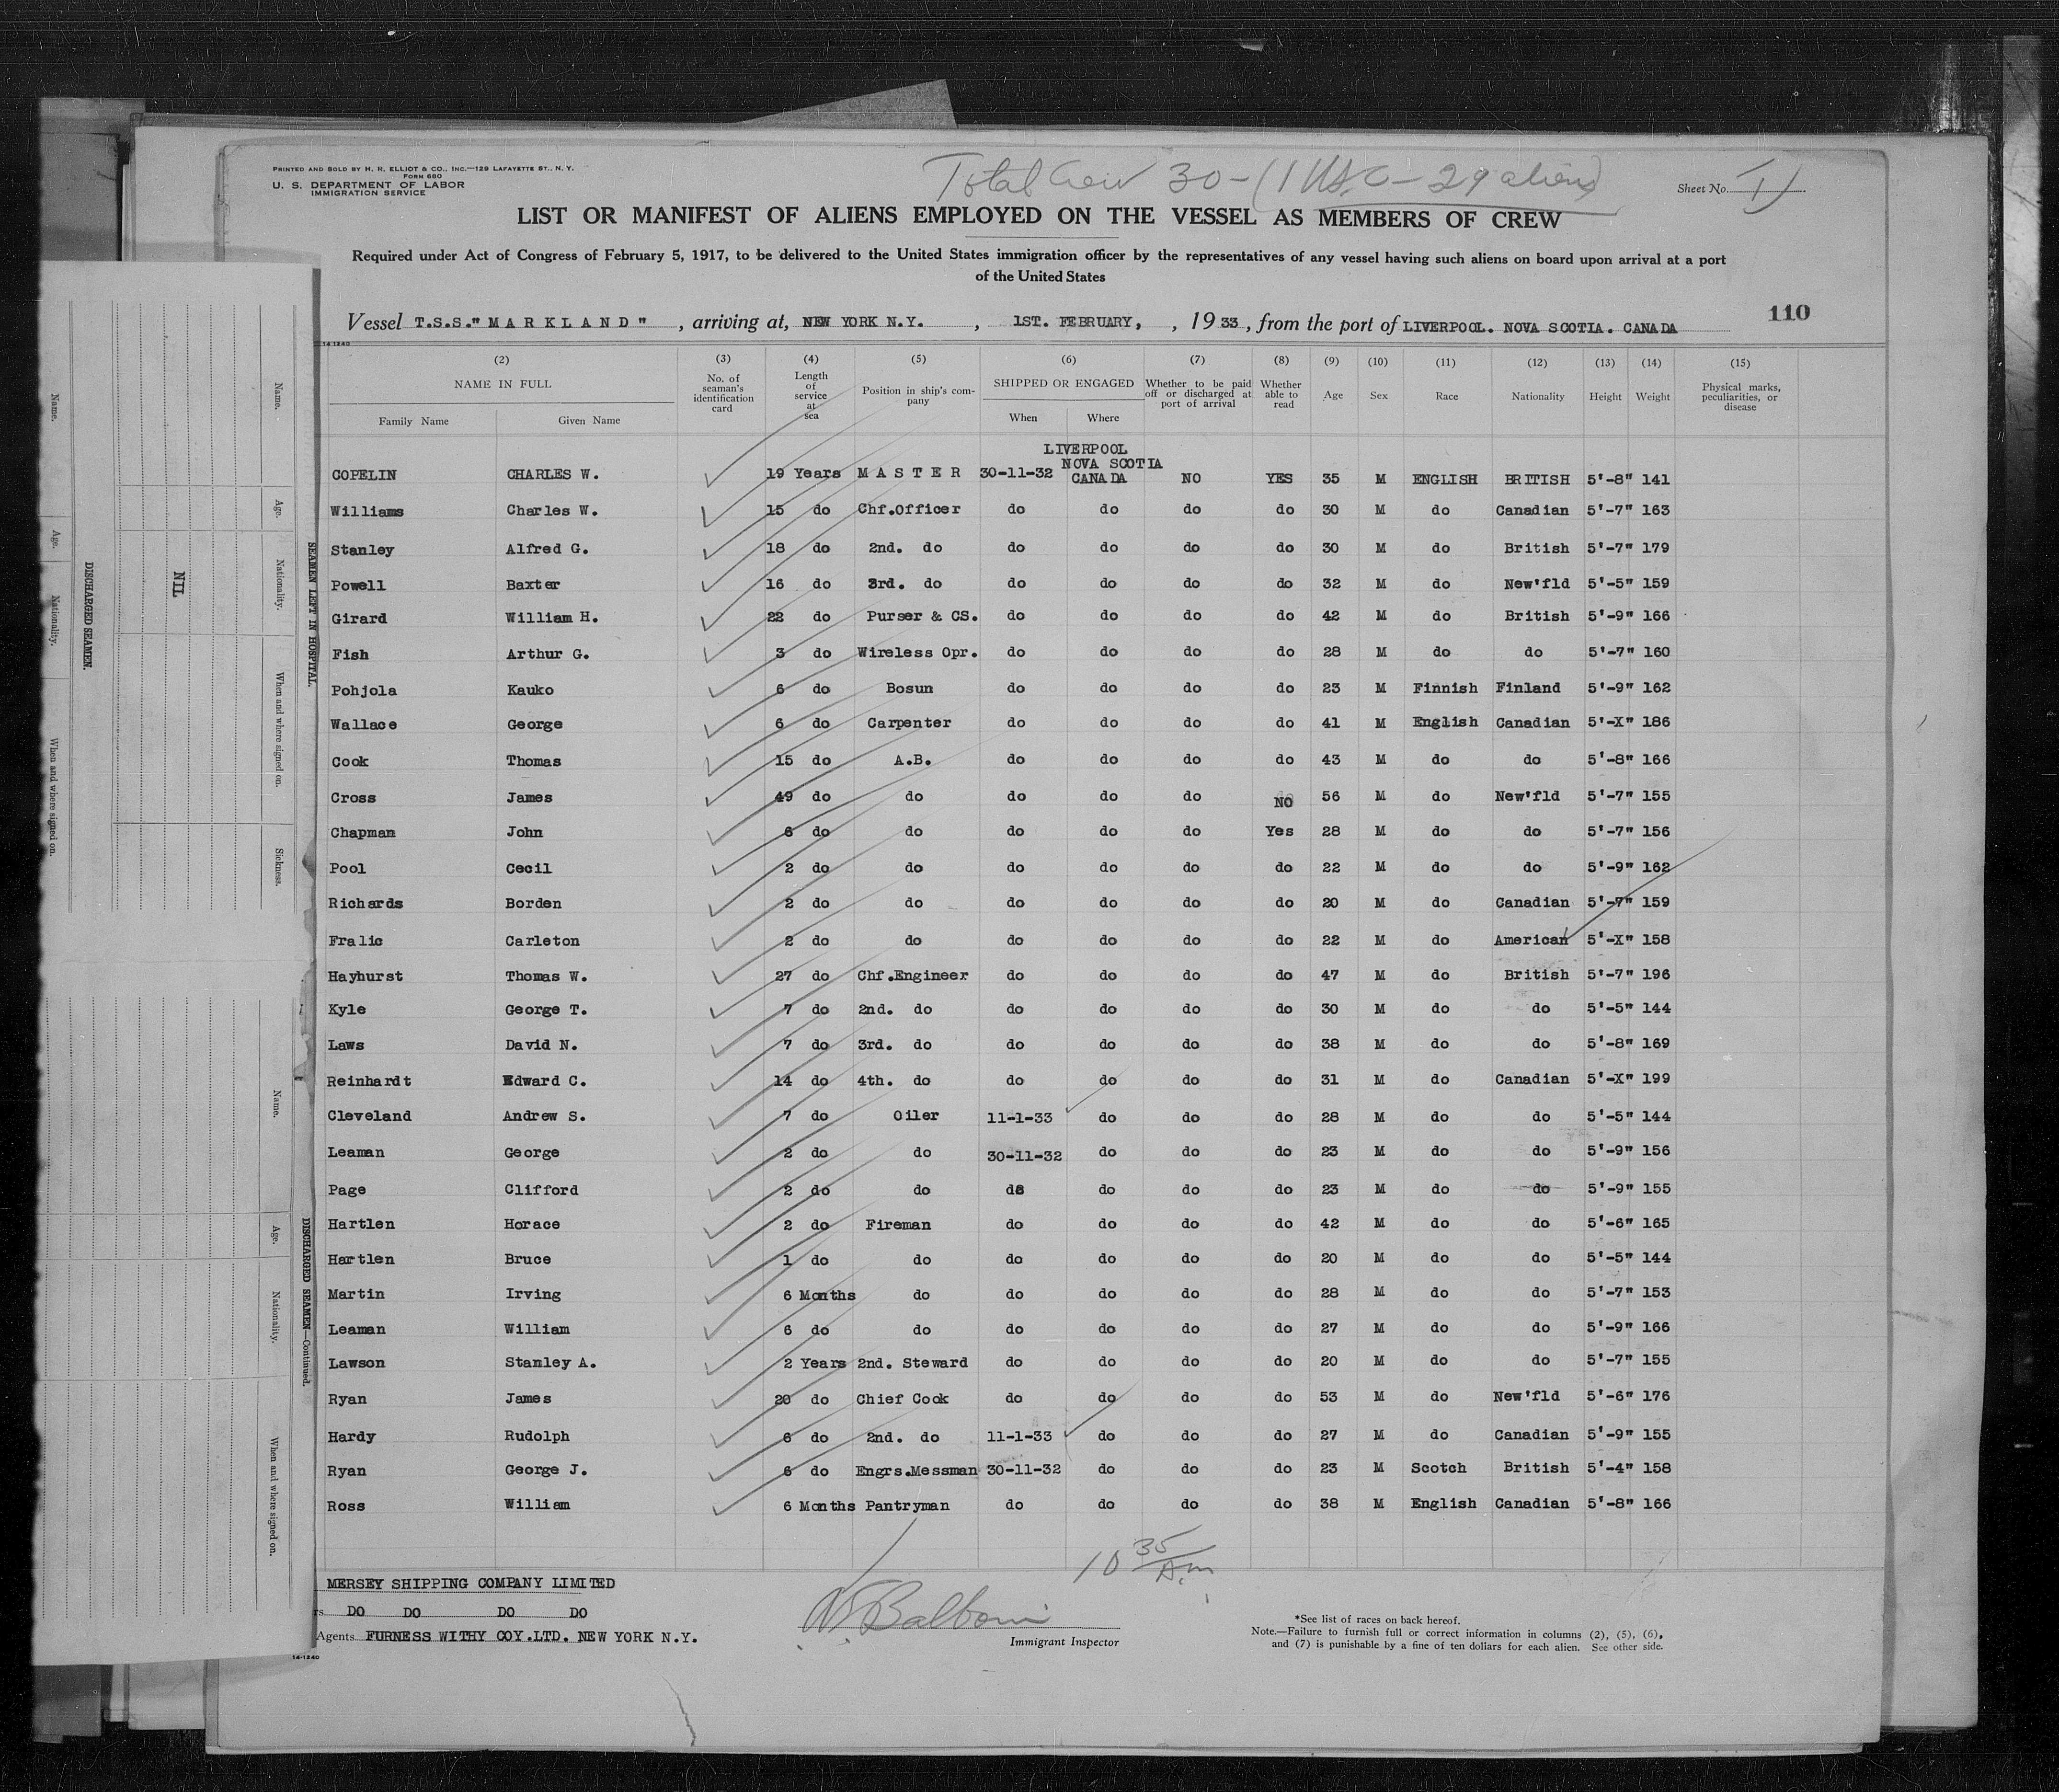 PRINTED AND SOLD BY H. H. ELLIOT & CO., INC.—129 LAFAYETTE ST., N. Y.
FORM 680
U. S. DEPARTMENT OF LABOR
IMMIGRATION SERVICE
Total Crew 30-(1 U.S.C - 29 aliens)
Sheet No. 1
LIST OR MANIFEST OF ALIENS EMPLOYED ON THE VESSEL AS MEMBERS OF CREW
Required under Act of Congress of February 5, 1917, to be delivered to the United States immigration officer by the representatives of any vessel having such aliens on board upon arrival at a port
of the United States
Vessel T.S.S." M A R K L A N D " , arriving at, NEW YORK N.Y. , 1ST. FEBRUARY, , 19 33 , from the port of LIVERPOOL. NOVA SCOTIA. CANADA
110
14-1240
(2) (3) (4) (5) (6) (7) (8) (9) (10) (11) (12) (13) (14) (15)
NAME IN FULL No. of seaman's identification card Length of service at sea Position in ship's company SHIPPED OR ENGAGED Whether to be paid off or discharged at port of arrival Whether able to read Age Sex Race Nationality Height Weight Physical marks, peculiarities, or disease
Family Name Given Name When Where
LIVERPOOL
NOVA SCOTIA
COPELIN CHARLES W. 19 Years M A S T E R 30-11-32 CANADA NO YES 35 M ENGLISH BRITISH 5'-8" 141
Williams Charles W. 15 do Chf.Officer do do do do 30 M do Canadian 5'-7" 163
Stanley Alfred G. 18 do 2nd. do do do do do 30 M do British 5'-7" 179
Powell Baxter 16 do 3rd. do do do do do 32 M do New'fld 5'-5" 159
Girard William H. 22 do Purser & CS. do do do do 42 M do British 5'-9" 166
Fish Arthur G. 3 do Wireless Opr. do do do do 28 M do do 5'-7" 160
Pohjola Kauko 6 do Bosun do do do do 23 M Finnish Finland 5'-9" 162
Wallace George 6 do Carpenter do do do do 41 M English Canadian 5'-X" 186
Cook Thomas 15 do A.B. do do do do 43 M do do 5'-8" 166
Cross James 49 do do do do do NO 56 M do New'fld 5'-7" 155
Chapman John 6 do do do do do Yes 28 M do do 5'-7" 156
Pool Cecil 2 do do do do do do 22 M do do 5'-9" 162
Richards Borden 2 do do do do do do 20 M do Canadian 5'-7" 159
Fralic Carleton 2 do do do do do do 22 M do American 5'-X" 158
Hayhurst Thomas W. 27 do Chf.Engineer do do do do 47 M do British 5'-7" 196
Kyle George T. 7 do 2nd. do do do do do 30 M do do 5'-5" 144
Laws David N. 7 do 3rd. do do do do do 38 M do do 5'-8" 169
Reinhardt Edward C. 14 do 4th. do do do do do 31 M do Canadian 5'-X" 199
Cleveland Andrew S. 7 do Oiler 11-1-33 do do do 28 M do do 5'-5" 144
Leaman George 2 do do 30-11-32 do do do 23 M do do 5'-9" 156
Page Clifford 2 do do do do do do 23 M do do 5'-9" 155
Hartlen Horace 2 do Fireman do do do do 42 M do do 5'-6" 165
Hartlen Bruce 1 do do do do do do 20 M do do 5'-5" 144
Martin Irving 6 Months do do do do do 28 M do do 5'-7" 153
Leaman William 6 do do do do do do 27 M do do 5'-9" 166
Lawson Stanley A. 2 Years 2nd. Steward do do do do 20 M do do 5'-7" 155
Ryan James 20 do Chief Cook do do do do 53 M do New'fld 5'-6" 176
Hardy Rudolph 6 do 2nd. do 11-1-33 do do do 27 M do Canadian 5'-9" 155
Ryan George J. 6 do Engrs.Messman 30-11-32 do do do 23 M Scotch British 5'-4" 158
Ross William 6 Months Pantryman do do do do 38 M English Canadian 5'-8" 166
10 35 A.m
MERSEY SHIPPING COMPANY LIMITED
rs DO DO DO DO
Agents FURNESS WITHY COY.LTD. NEW YORK N.Y.
14-1240
Immigrant Inspector
*See list of races on back hereof.
Note.—Failure to furnish full or correct information in columns (2), (5), (6),
and (7) is punishable by a fine of ten dollars for each alien. See other side.
SEAMEN LEFT IN HOSPITAL.
Name. Age. Nationality. When and where signed on. Sickness.
NIL
DISCHARGED SEAMEN.
Name. Age. Nationality. When and where signed on.
DISCHARGED SEAMEN—Continued.
Name. Age. Nationality. When and where signed on.